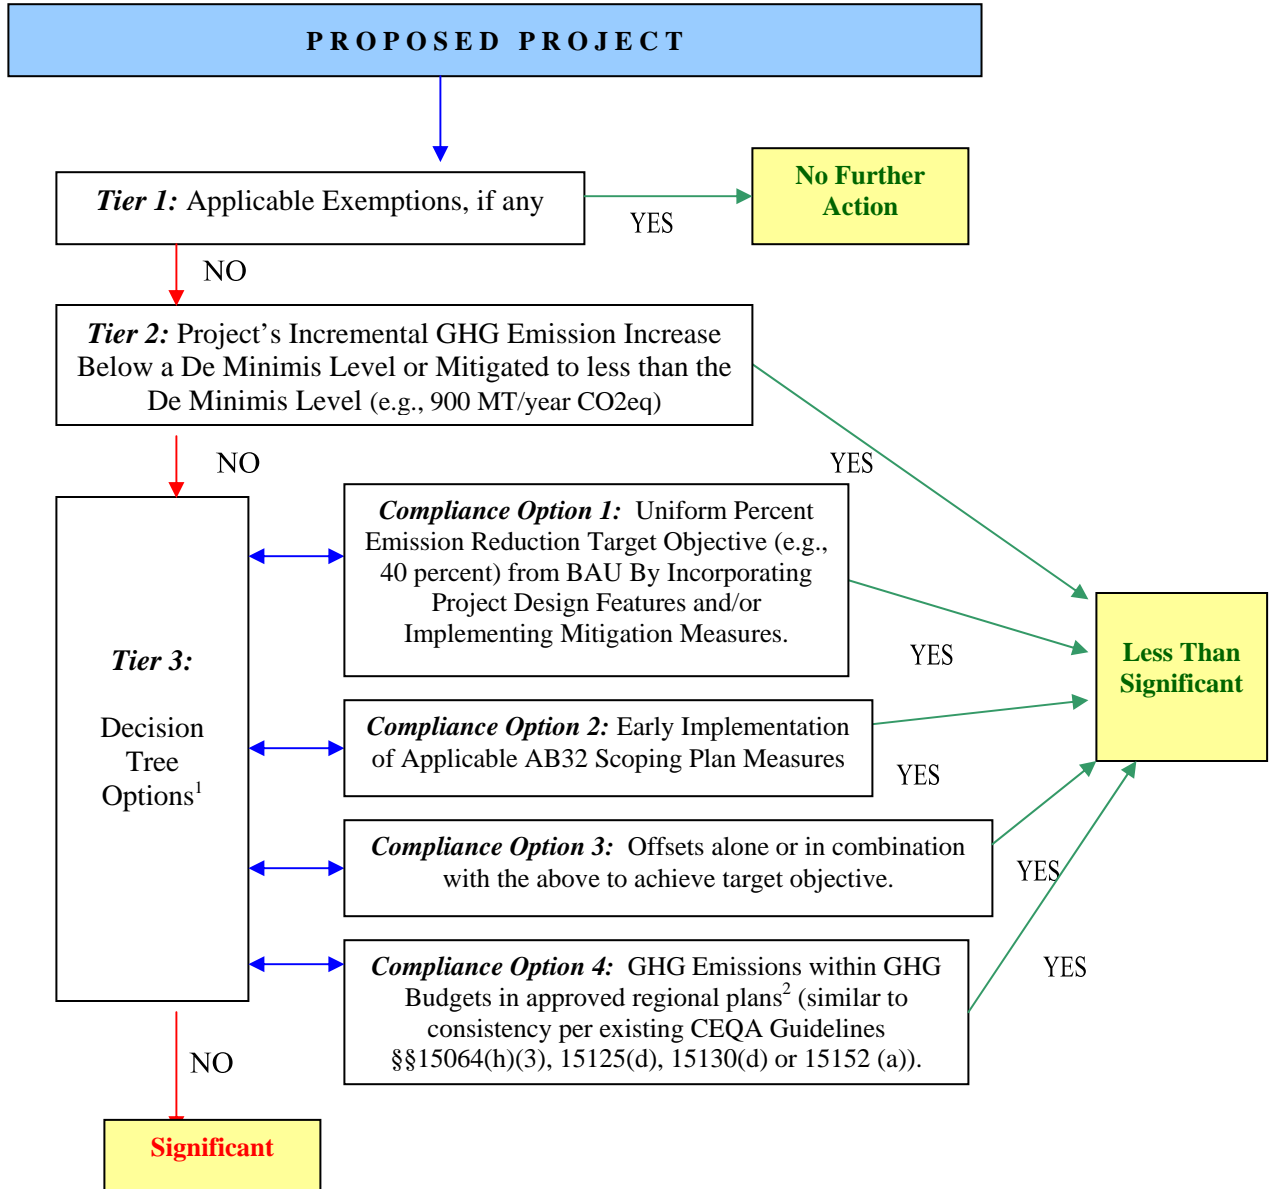 PROPOSED PROJECT
Tier 1: Applicable Exemptions, if any
YES
No Further
Action
NO
Tier 2: Project’s Incremental GHG Emission Increase
Below a De Minimis Level or Mitigated to less than the
De Minimis Level (e.g., 900 MT/year CO2eq)
YES
NO
Tier 3:
Decision
Tree
Options1
Compliance Option 1: Uniform Percent
Emission Reduction Target Objective (e.g.,
40 percent) from BAU By Incorporating
Project Design Features and/or
Implementing Mitigation Measures.
YES
Compliance Option 2: Early Implementation
of Applicable AB32 Scoping Plan Measures
YES
Compliance Option 3: Offsets alone or in combination
with the above to achieve target objective.
YES
Compliance Option 4: GHG Emissions within GHG
Budgets in approved regional plans2 (similar to
consistency per existing CEQA Guidelines
§§15064(h)(3), 15125(d), 15130(d) or 15152 (a)).
YES
Less Than
Significant
NO
Significant